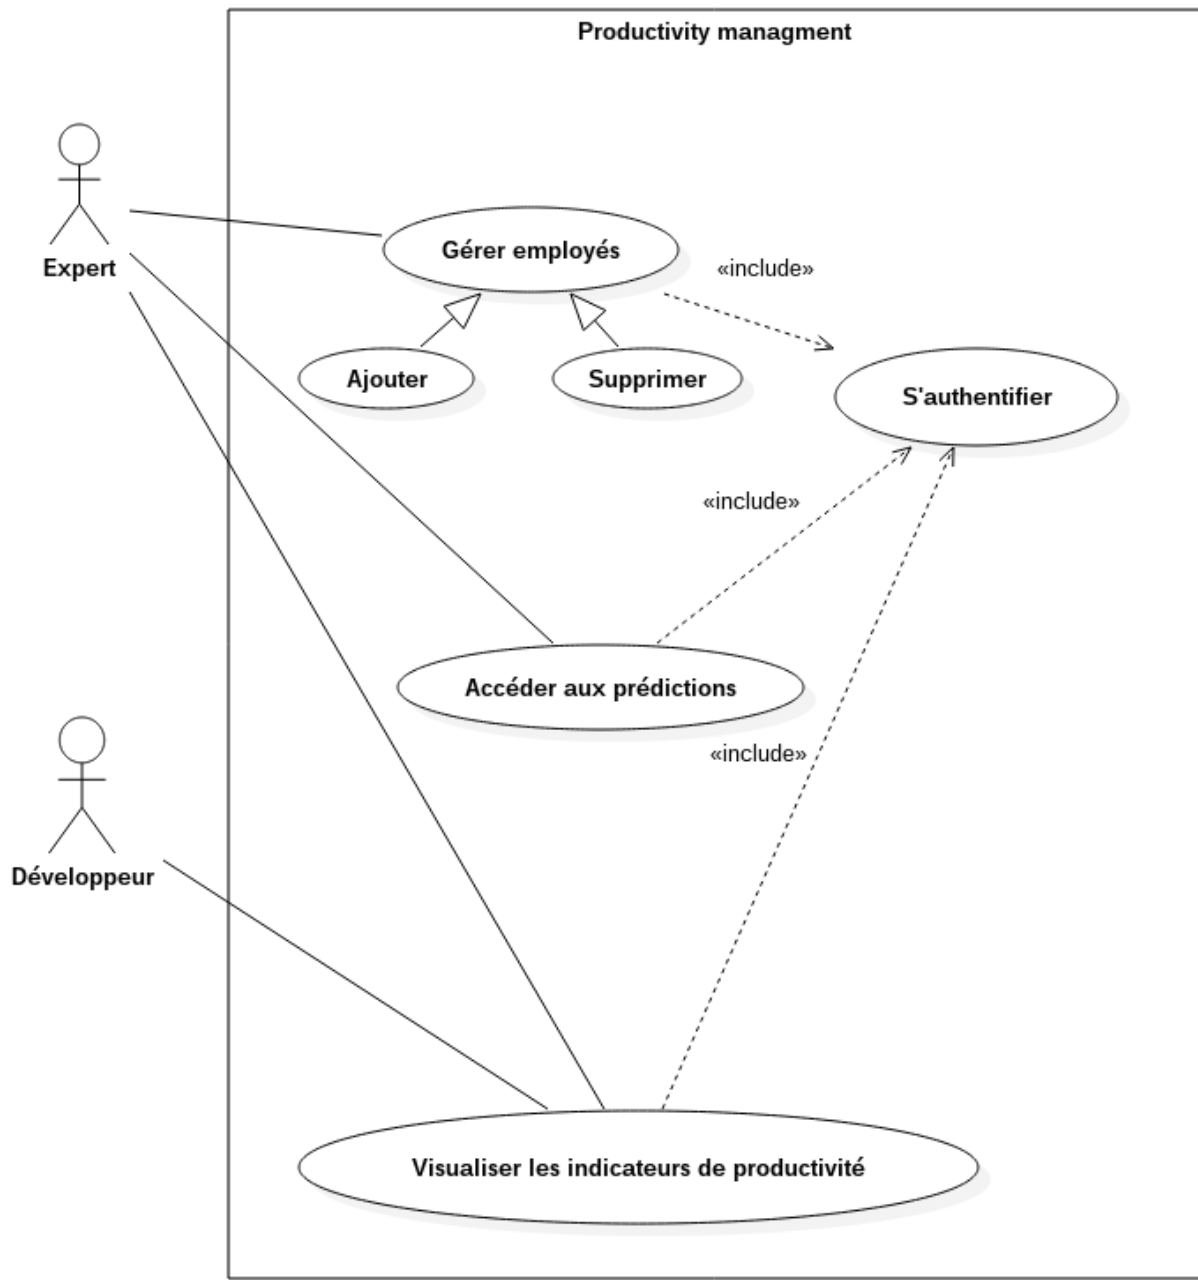 Productivity managment
Expert
Gérer employés
«include»
Ajouter
Supprimer
S'authentifier
«include»
Accéder aux prédictions
«include»
Développeur
Visualiser les indicateurs de productivité